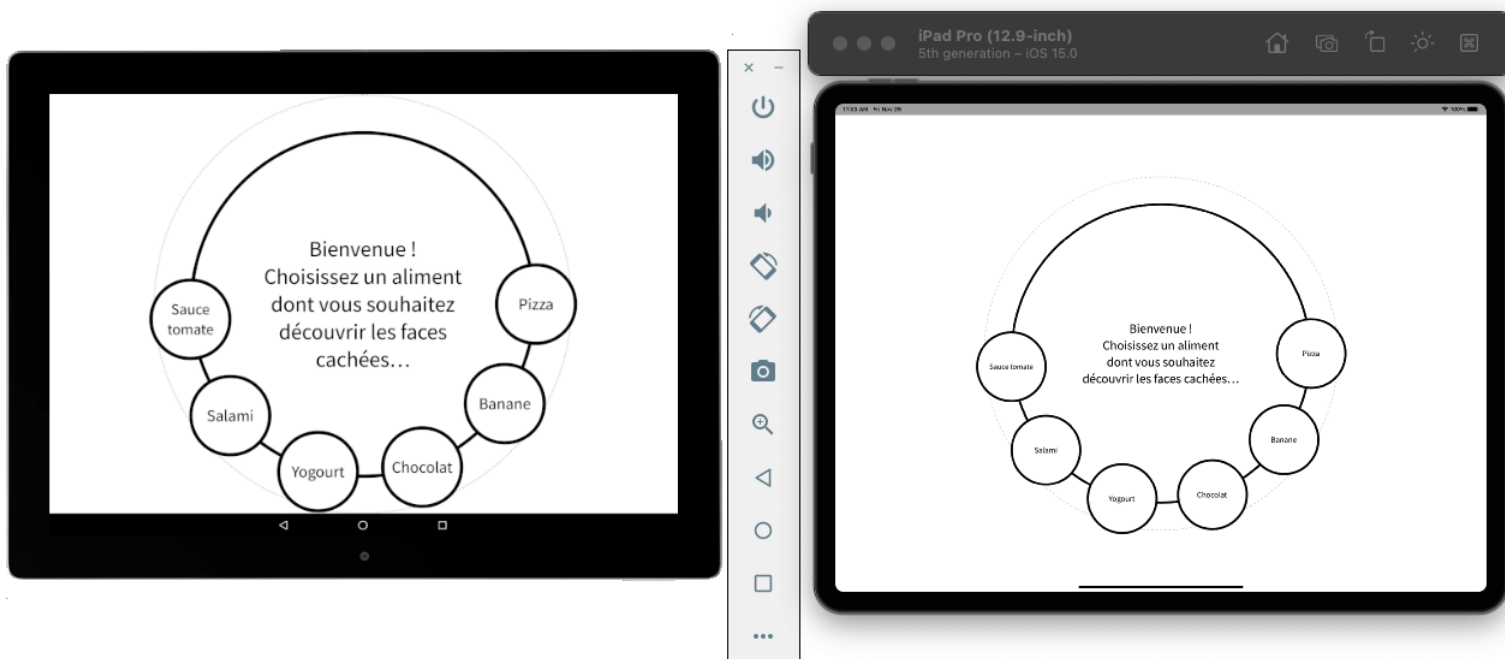 Bienvenue !
Choisissez un aliment
dont vous souhaitez
découvrir les faces
cachées…
Sauce
tomate
Pizza
Salami
Banane
Yogourt
Chocolat
iPad Pro (12.9-inch)
5th generation – iOS 15.0
100%
Bienvenue !
Choisissez un aliment
dont vous souhaitez
découvrir les faces cachées…
Sauce tomate
Pizza
Salami
Banane
Yogourt
Chocolat